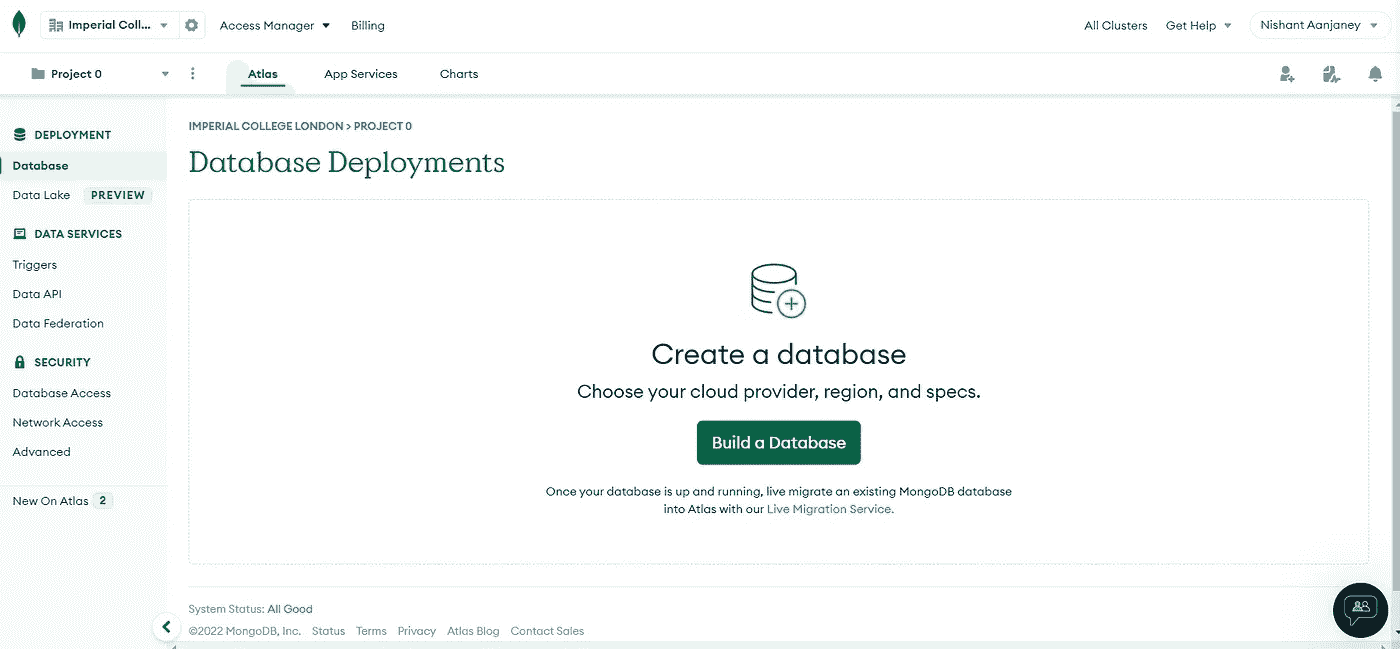 Imperial Coll... Access Manager Billing All Clusters Get Help Nishant Aanjaney
Project 0 Atlas App Services Charts
DEPLOYMENT
Database
Data Lake PREVIEW
DATA SERVICES
Triggers
Data API
Data Federation
SECURITY
Database Access
Network Access
Advanced
New On Atlas 2
IMPERIAL COLLEGE LONDON > PROJECT 0
Database Deployments
Create a database
Choose your cloud provider, region, and specs.
Build a Database
Once your database is up and running, live migrate an existing MongoDB database
into Atlas with our Live Migration Service.
System Status: All Good
©2022 MongoDB, Inc. Status Terms Privacy Atlas Blog Contact Sales